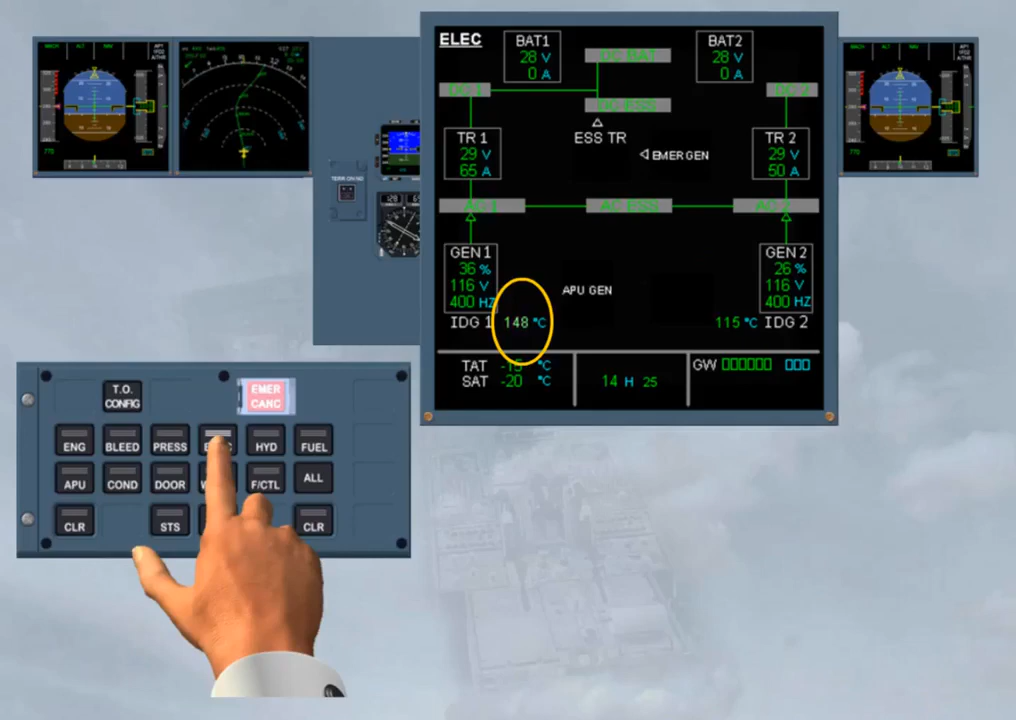 ELEC
BAT1
28 V
0 A
DC BAT
BAT2
28 V
0 A
DC 1
DC 2
DC ESS
TR 1
29 V
65 A
ESS TR
EMER GEN
TR 2
29 V
50 A
AC 1
AC ESS
AC 2
GEN 1
36 %
116 V
400 HZ
APU GEN
GEN 2
26 %
116 V
400 HZ
IDG 1 148 °C
115 °C IDG 2
TAT -15 °C
SAT -20 °C
14 H 25
GW
TERR ON ND
T.O.
CONFIG
EMER
CANC
ENG BLEED PRESS HYD FUEL
APU COND DOOR F/CTL ALL
CLR STS CLR